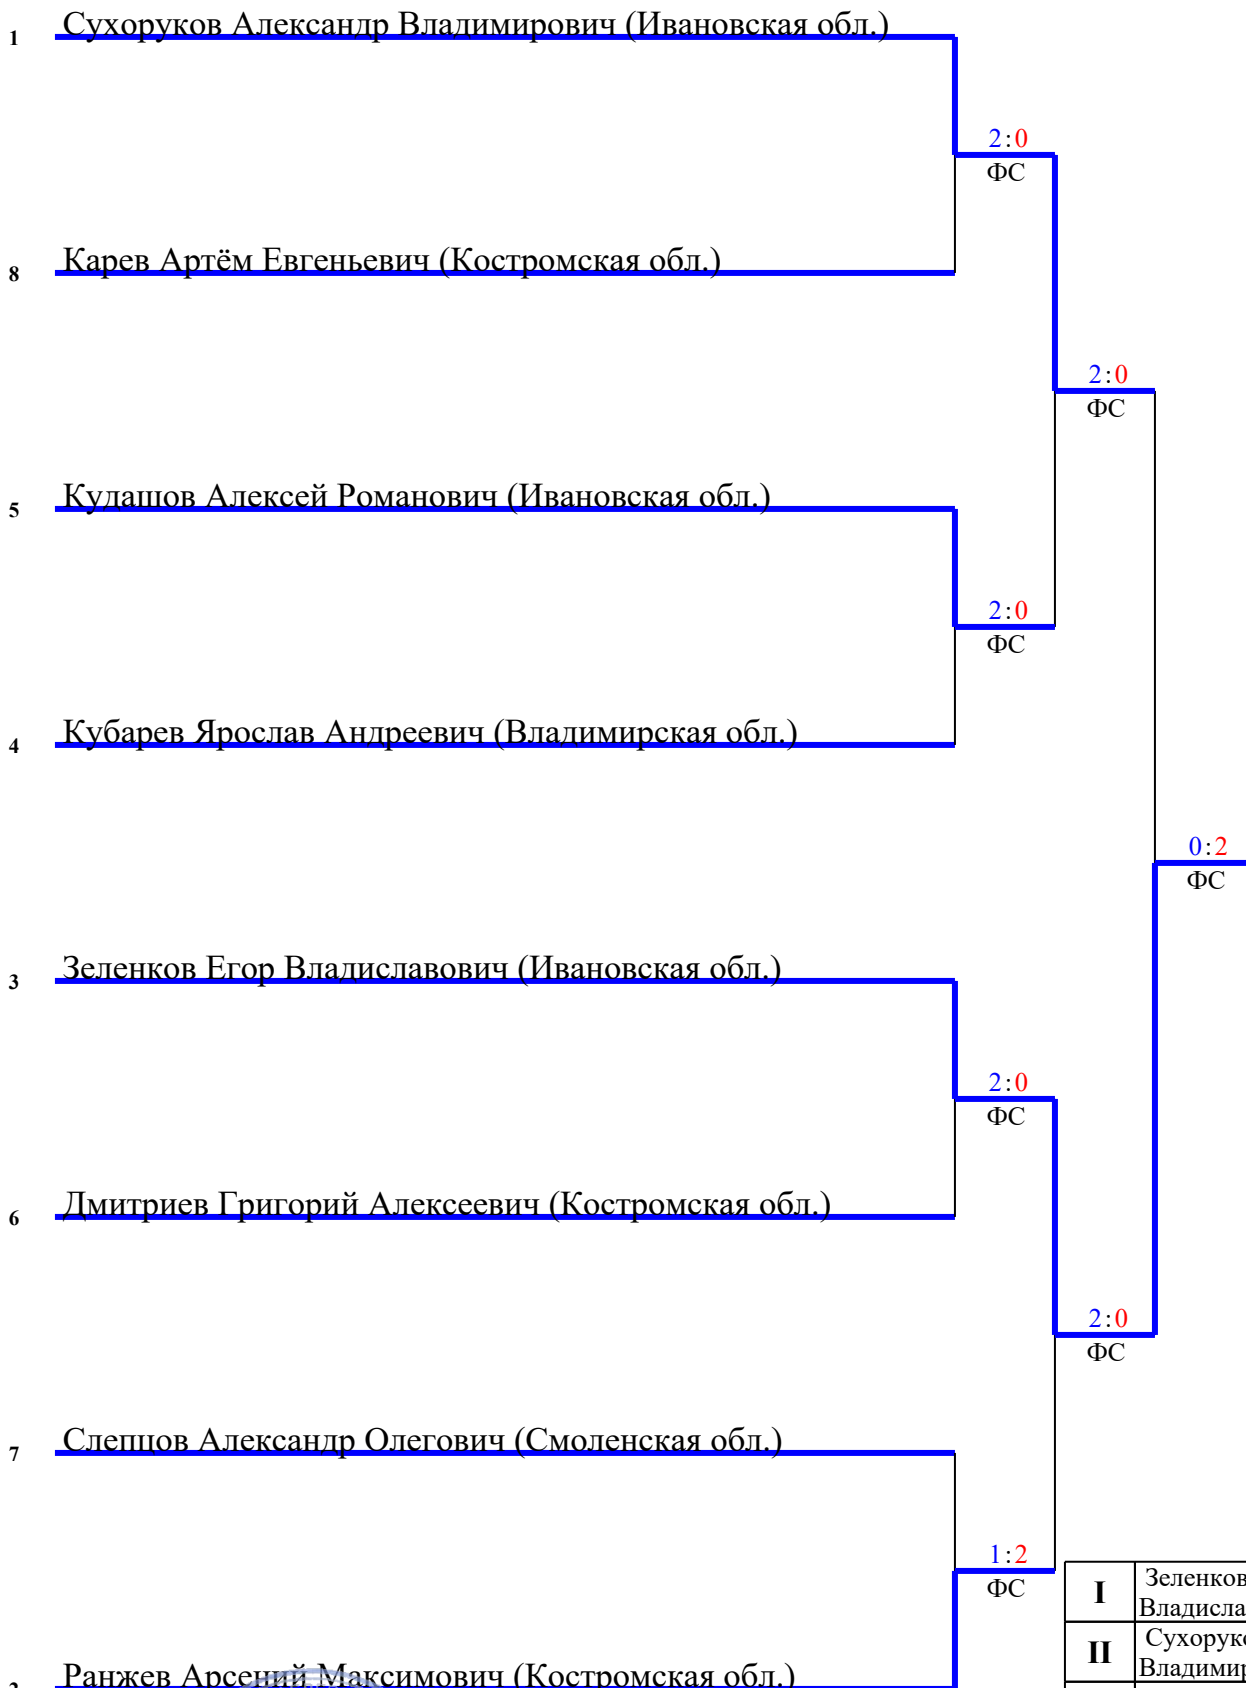 1 Сухоруков Александр Владимирович (Ивановская обл.)
2:0
ФС
8 Карев Артём Евгеньевич (Костромская обл.)
2:0
ФС
5 Кудашов Алексей Романович (Ивановская обл.)
2:0
ФС
4 Кубарев Ярослав Андреевич (Владимирская обл.)
0:2
ФС
3 Зеленков Егор Владиславович (Ивановская обл.)
2:0
ФС
6 Дмитриев Григорий Алексеевич (Костромская обл.)
2:0
ФС
7 Слепцов Александр Олегович (Смоленская обл.)
1:2
ФС
I Зеленков
Владисла
II Сухоруко
Владимир
2 Ранжев Арсений Максимович (Костромская обл.)